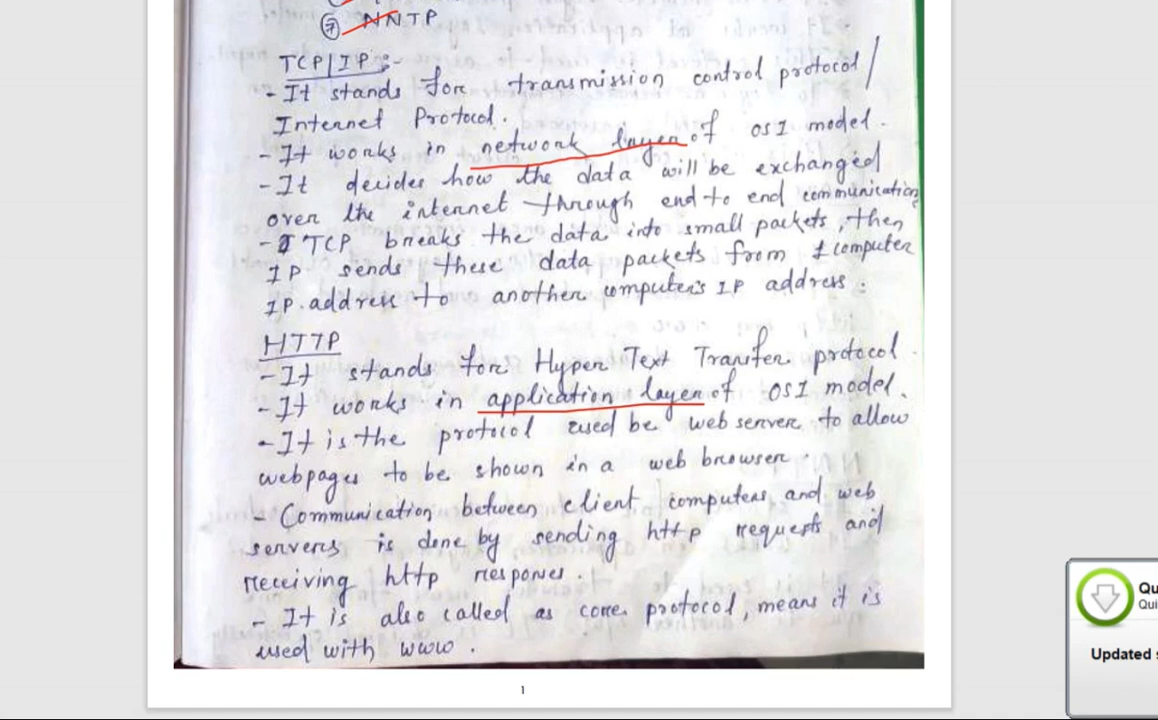 ⑦ NNTP
TCP/IP :-
- It stands for transmission control protocol/
Internet Protocol.
- It works in network layer of OSI model.
- It decides how the data will be exchanged
over the internet through end to end communication
- TCP breaks the data into small packets, then
IP sends these data packets from 1 computer
IP. address to another computer's IP address.
HTTP
- It stands for Hyper Text Transfer protocol.
- It works in application layer of OSI model.
- It is the protocol used be web server to allow
webpages to be shown in a web browser.
- Communication between client computers and web
servers is done by sending http requests and
receiving http responses.
- It is also called as core protocol, means it is
used with www.
1
Qu
Qui
Updated